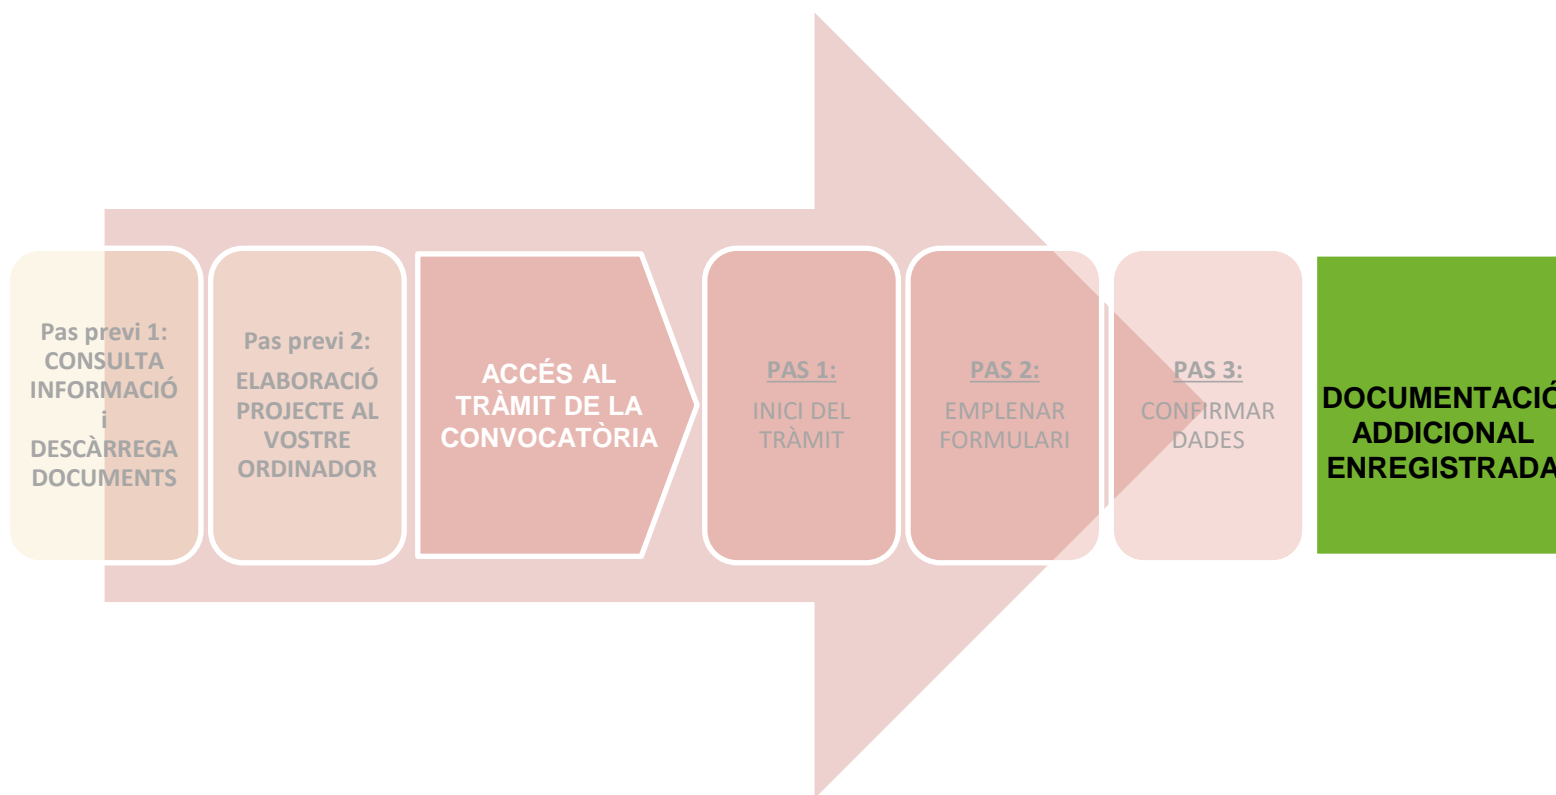 Pas previ 1:
CONSULTA
INFORMACIÓ
i
DESCÀRREGA
DOCUMENTS
Pas previ 2:
ELABORACIÓ
PROJECTE AL
VOSTRE
ORDINADOR
ACCÉS AL
TRÀMIT DE LA
CONVOCATÒRIA
PAS 1:
INICI DEL
TRÀMIT
PAS 2:
EMPLENAR
FORMULARI
PAS 3:
CONFIRMAR
DADES
DOCUMENTACIÓ
ADDICIONAL
ENREGISTRADA